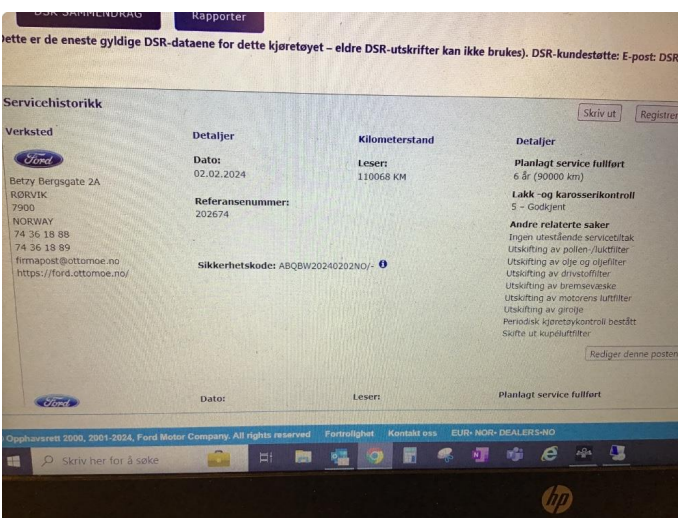 DSR SAMMENDRAG
Rapporter
Dette er de eneste gyldige DSR-dataene for dette kjøretøyet – eldre DSR-utskrifter kan ikke brukes). DSR-kundestøtte: E-post: DSR
Servicehistorikk
Skriv ut
Registrer
Verksted
Ford
Betzy Bergsgate 2A
RØRVIK
7900
NORWAY
74 36 18 88
74 36 18 89
firmapost@ottomoe.no
https://ford.ottomoe.no/
Detaljer
Dato:
02.02.2024
Referansenummer:
202674
Sikkerhetskode: ABQBW20240202NO/-
Kilometerstand
Leser:
110068 KM
Detaljer
Planlagt service fullført
6 år (90000 km)
Lakk -og karosserikontroll
5 – Godkjent
Andre relaterte saker
Ingen utestående servicetiltak
Utskifting av pollen-/luktfilter
Utskifting av olje og oljefilter
Utskifting av drivstoffilter
Utskifting av bremsevæske
Utskifting av motorens luftfilter
Utskifting av girolje
Periodisk kjøretøykontroll bestått
Skifte ut kupéluftfilter
Rediger denne posten
Ford
Dato:
Leser:
Planlagt service fullført
Opphavsrett 2000, 2001-2024, Ford Motor Company. All rights reserved
Fortrolighet
Kontakt oss
EUR- NOR- DEALERS-NO
Skriv her for å søke
hp